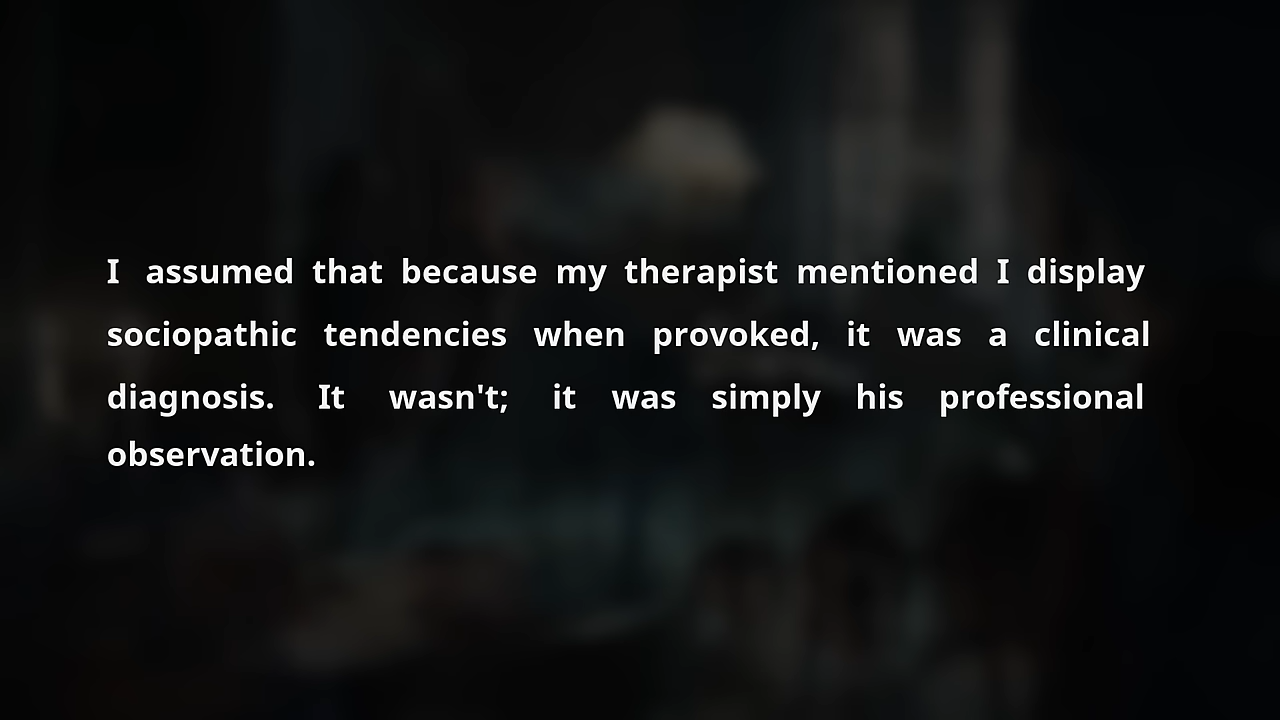 I assumed that because my therapist mentioned I display
sociopathic tendencies when provoked, it was a clinical
diagnosis. It wasn't; it was simply his professional
observation.